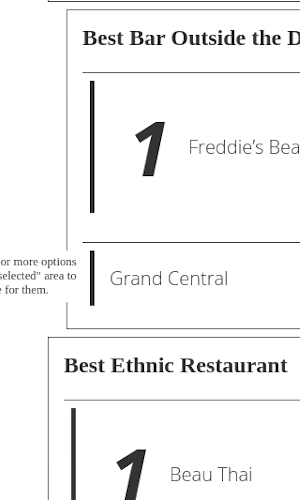 Best Bar Outside the
1 Freddie's
Grand Central
or more options
selected" area to
for them.
Best Ethnic Restaurant
1 Beau Thai